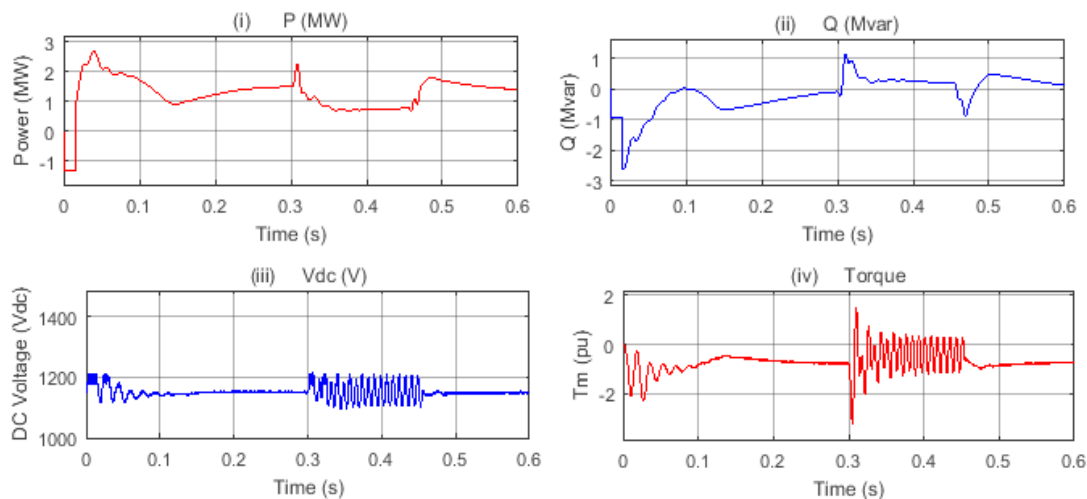 (i) P (MW)
Power (MW)
3
2
1
0
-1
0 0.1 0.2 0.3 0.4 0.5 0.6
Time (s)
(ii) Q (Mvar)
Q (Mvar)
1
0
-1
-2
-3
0 0.1 0.2 0.3 0.4 0.5 0.6
Time (s)
(iii) Vdc (V)
DC Voltage (Vdc)
1400
1200
1000
0 0.1 0.2 0.3 0.4 0.5 0.6
Time (s)
(iv) Torque
Tm (pu)
2
0
-2
0 0.1 0.2 0.3 0.4 0.5 0.6
Time (s)